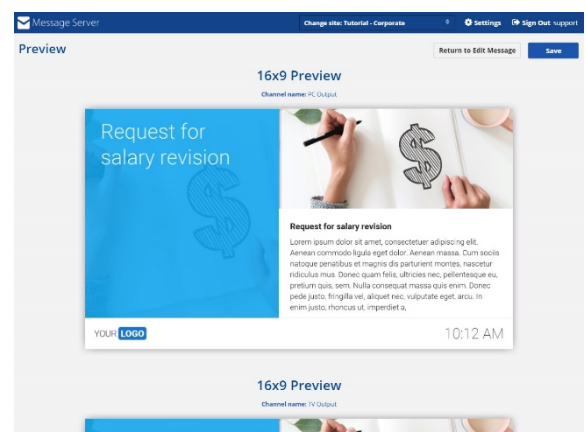 Message Server
Change site: Tutorial - Corporate
Settings
Sign Out support
Preview
Return to Edit Message
Save
16x9 Preview
Channel name: PC Output
Request for
salary revision
Request for salary revision
Lorem ipsum dolor sit amet, consectetuer adipiscing elit.
Aenean commodo ligula eget dolor. Aenean massa. Cum sociis
natoque penatibus et magnis dis parturient montes, nascetur
ridiculus mus. Donec quam felis, ultricies nec, pellentesque eu,
pretium quis, sem. Nulla consequat massa quis enim. Donec
pede justo, fringilla vel, aliquet nec, vulputate eget, arcu. In
enim justo, rhoncus ut, imperdiet a,
YOUR LOGO
10:12 AM
16x9 Preview
Channel name: TV Output